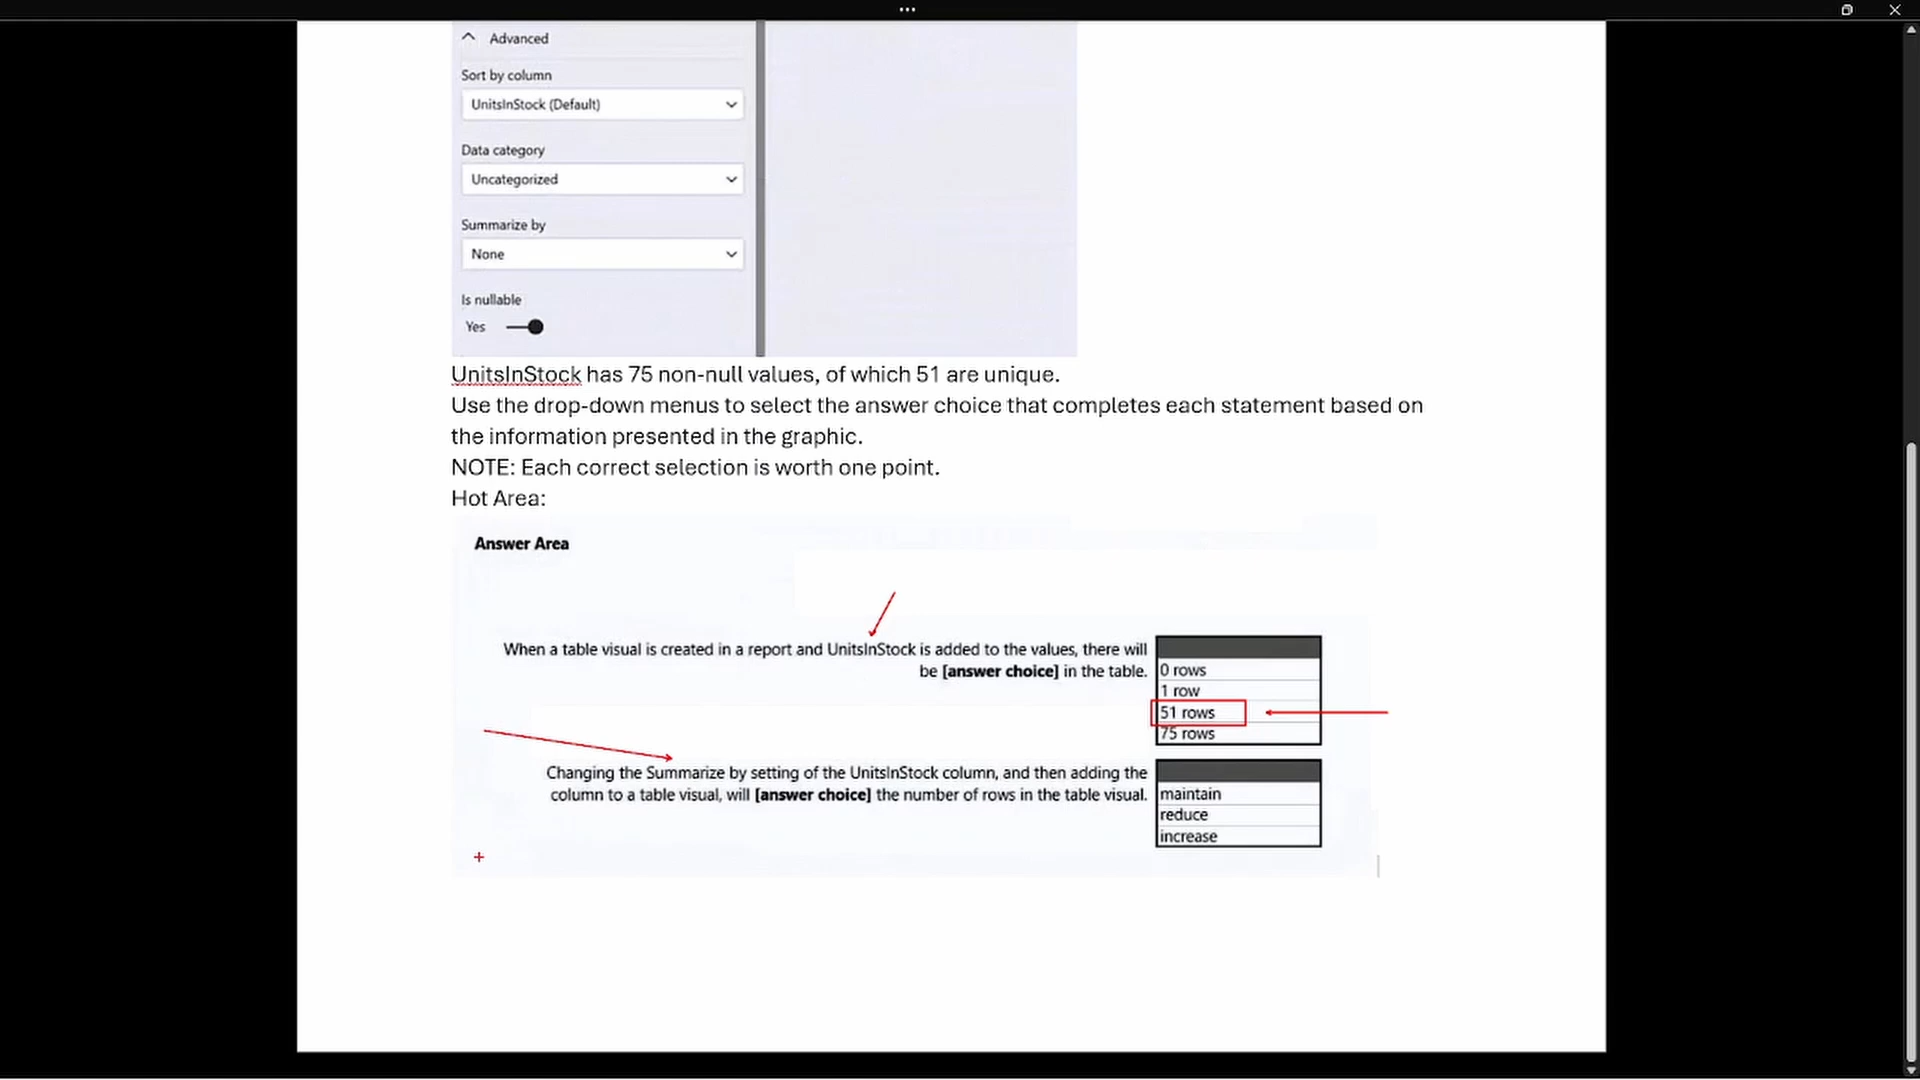 Advanced
Sort by column
UnitsInStock (Default)
Data category
Uncategorized
Summarize by
None
Is nullable
Yes
UnitsInStock has 75 non-null values, of which 51 are unique.
Use the drop-down menus to select the answer choice that completes each statement based on
the information presented in the graphic.
NOTE: Each correct selection is worth one point.
Hot Area:
Answer Area
When a table visual is created in a report and UnitsInStock is added to the values, there will
be [answer choice] in the table.
0 rows
1 row
51 rows
75 rows
Changing the Summarize by setting of the UnitsInStock column, and then adding the
column to a table visual, will [answer choice] the number of rows in the table visual.
maintain
reduce
increase